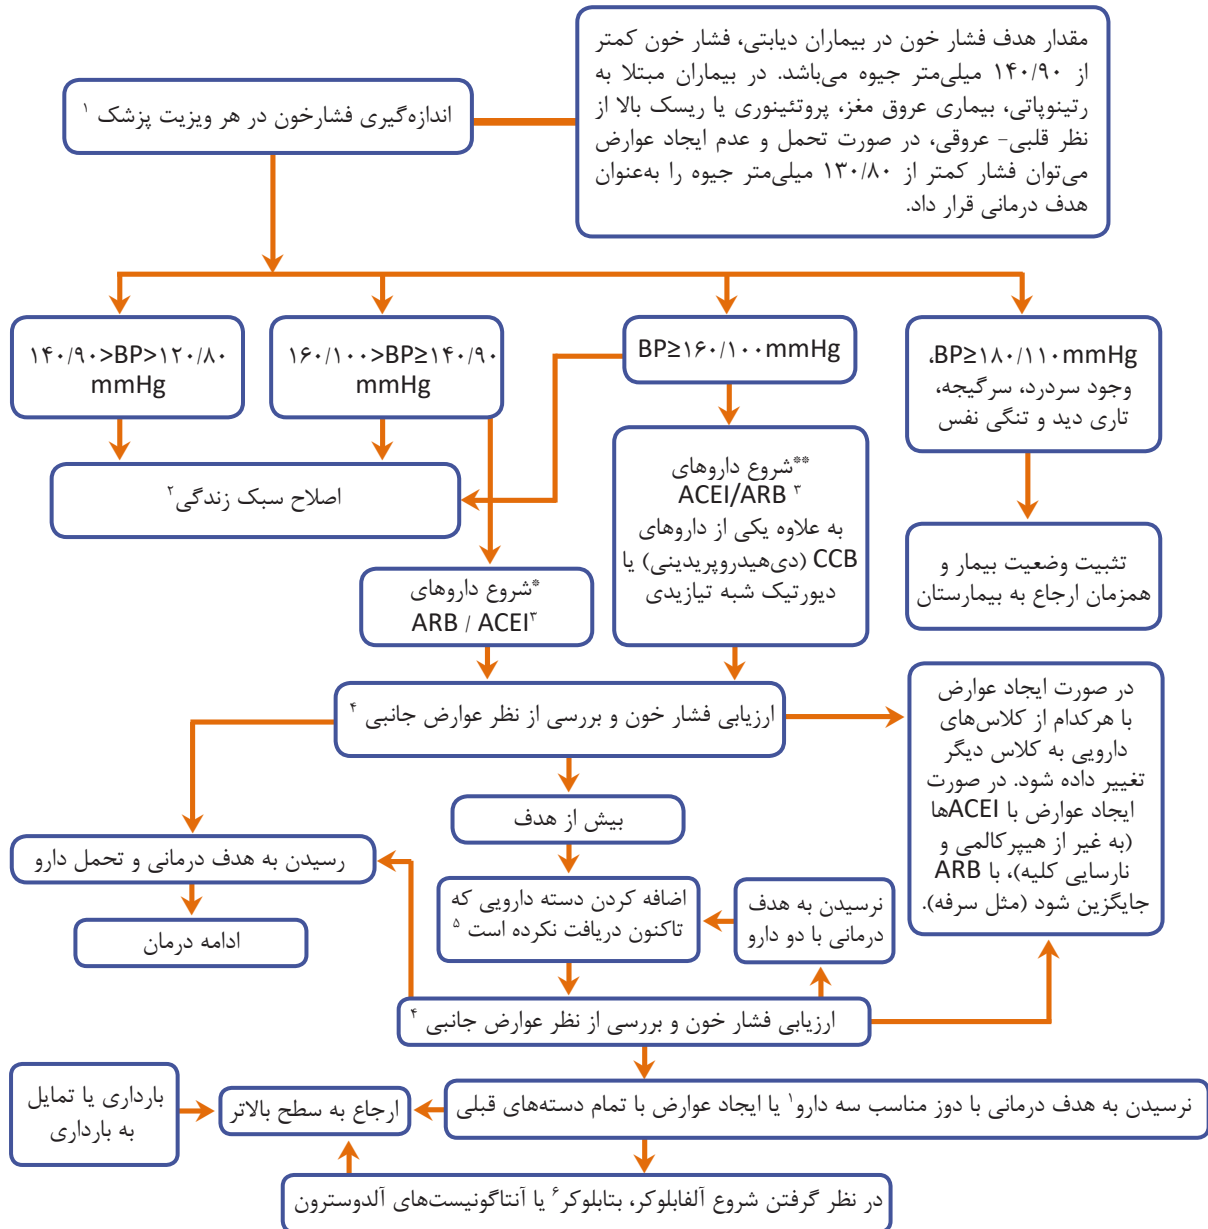 مقدار هدف فشار خون در بیماران دیابتی، فشار خون کمتر
از ۱۴۰/۹۰ میلی‌متر جیوه می‌باشد. در بیماران مبتلا به
رتینوپاتی، بیماری عروق مغز، پروتئینوری یا ریسک بالا از
نظر قلبی- عروقی، در صورت تحمل و عدم ایجاد عوارض
می‌توان فشار کمتر از ۱۳۰/۸۰ میلی‌متر جیوه را به‌عنوان
هدف درمانی قرار داد.
اندازه‌گیری فشارخون در هر ویزیت پزشک ۱
BP≥۱۸۰/۱۱۰mmHg،
وجود سردرد، سرگیجه،
تاری دید و تنگی نفس
BP≥۱۶۰/۱۰۰mmHg
۱۶۰/۱۰۰>BP≥۱۴۰/۹۰
mmHg
۱۴۰/۹۰>BP>۱۲۰/۸۰
mmHg
تثبیت وضعیت بیمار و
همزمان ارجاع به بیمارستان
**شروع داروهای
ACEI/ARB ۳
به علاوه یکی از داروهای
CCB (دی‌هیدروپریدینی) یا
دیورتیک شبه تیازیدی
اصلاح سبک زندگی۲
*شروع داروهای
ARB / ACEI۳
ارزیابی فشار خون و بررسی از نظر عوارض جانبی ۴
در صورت ایجاد عوارض
با هرکدام از کلاس‌های
دارویی به کلاس دیگر
تغییر داده شود. در صورت
ایجاد عوارض با ACEIها
(به غیر از هیپرکالمی و
نارسایی کلیه)، با ARB
جایگزین شود (مثل سرفه).
بیش از هدف
رسیدن به هدف درمانی و تحمل دارو
ادامه درمان
اضافه کردن دسته دارویی که
تاکنون دریافت نکرده است ۵
نرسیدن به هدف
درمانی با دو دارو
ارزیابی فشار خون و بررسی از نظر عوارض جانبی ۴
نرسیدن به هدف درمانی با دوز مناسب سه دارو۱ یا ایجاد عوارض با تمام دسته‌های قبلی
ارجاع به سطح بالاتر
بارداری یا تمایل
به بارداری
در نظر گرفتن شروع آلفابلوکر، بتابلوکر۶ یا آنتاگونیست‌های آلدوسترون